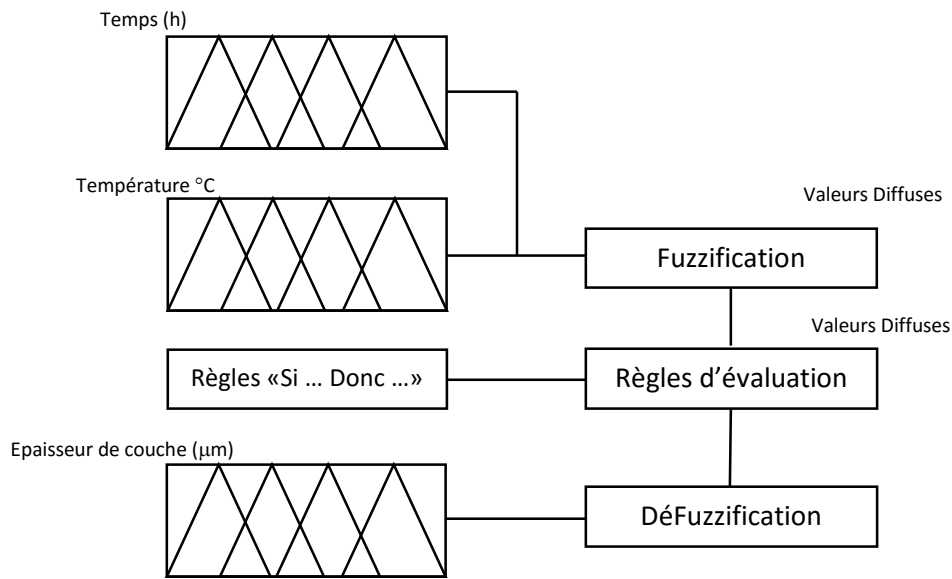 Temps (h)
Température °C
Valeurs Diffuses
Fuzzification
Valeurs Diffuses
Règles «Si ... Donc ...»
Règles d’évaluation
Epaisseur de couche (µm)
DéFuzzification